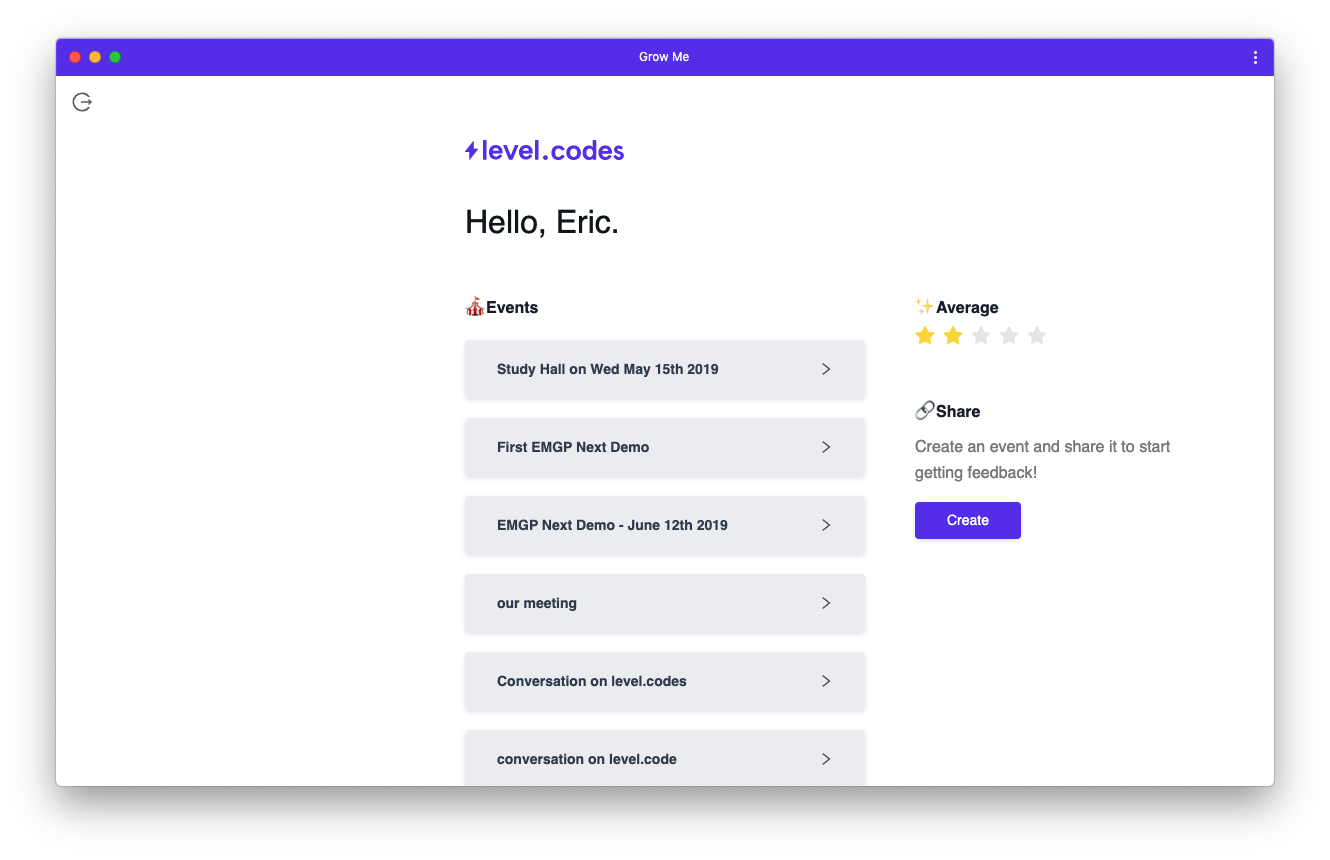 Grow Me
level.codes
Hello, Eric.
Events
Study Hall on Wed May 15th 2019
First EMGP Next Demo
EMGP Next Demo - June 12th 2019
our meeting
Conversation on level.codes
conversation on level.code
Average
Share
Create an event and share it to start
getting feedback!
Create